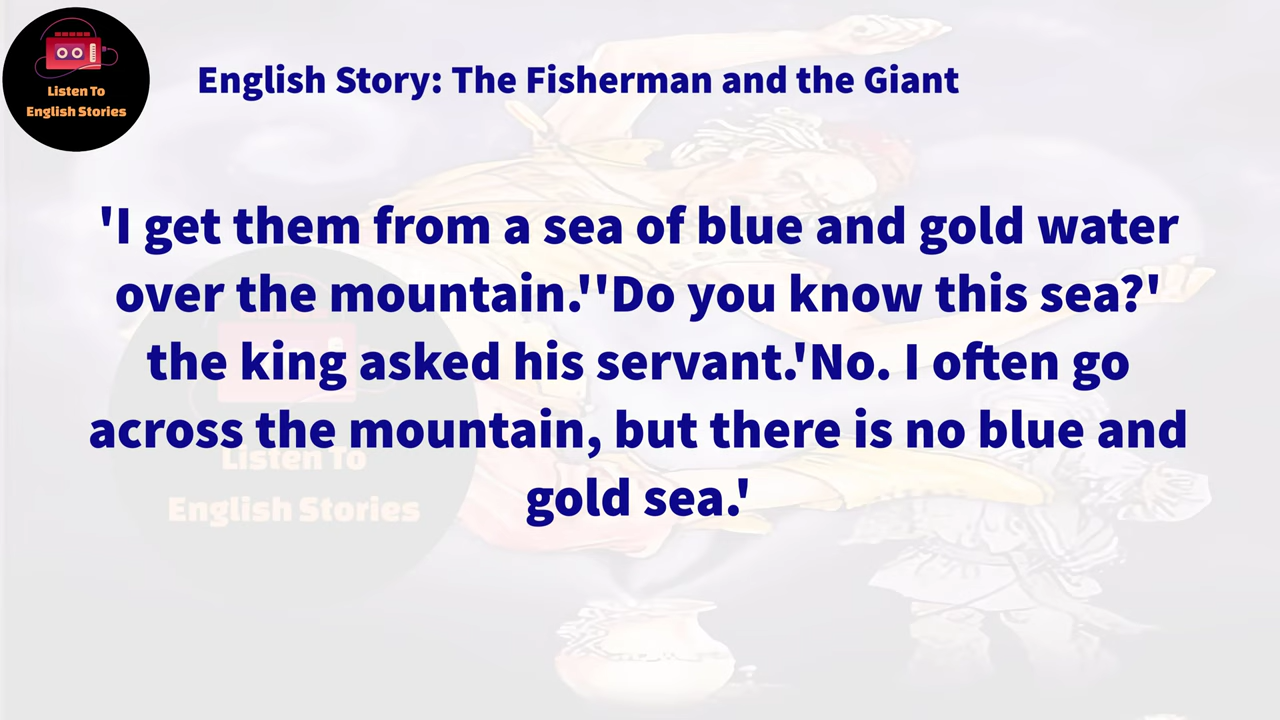 Listen To
English Stories
English Story: The Fisherman and the Giant
'I get them from a sea of blue and gold water
over the mountain.''Do you know this sea?'
the king asked his servant.'No. I often go
across the mountain, but there is no blue and
gold sea.'
Listen To
English Stories